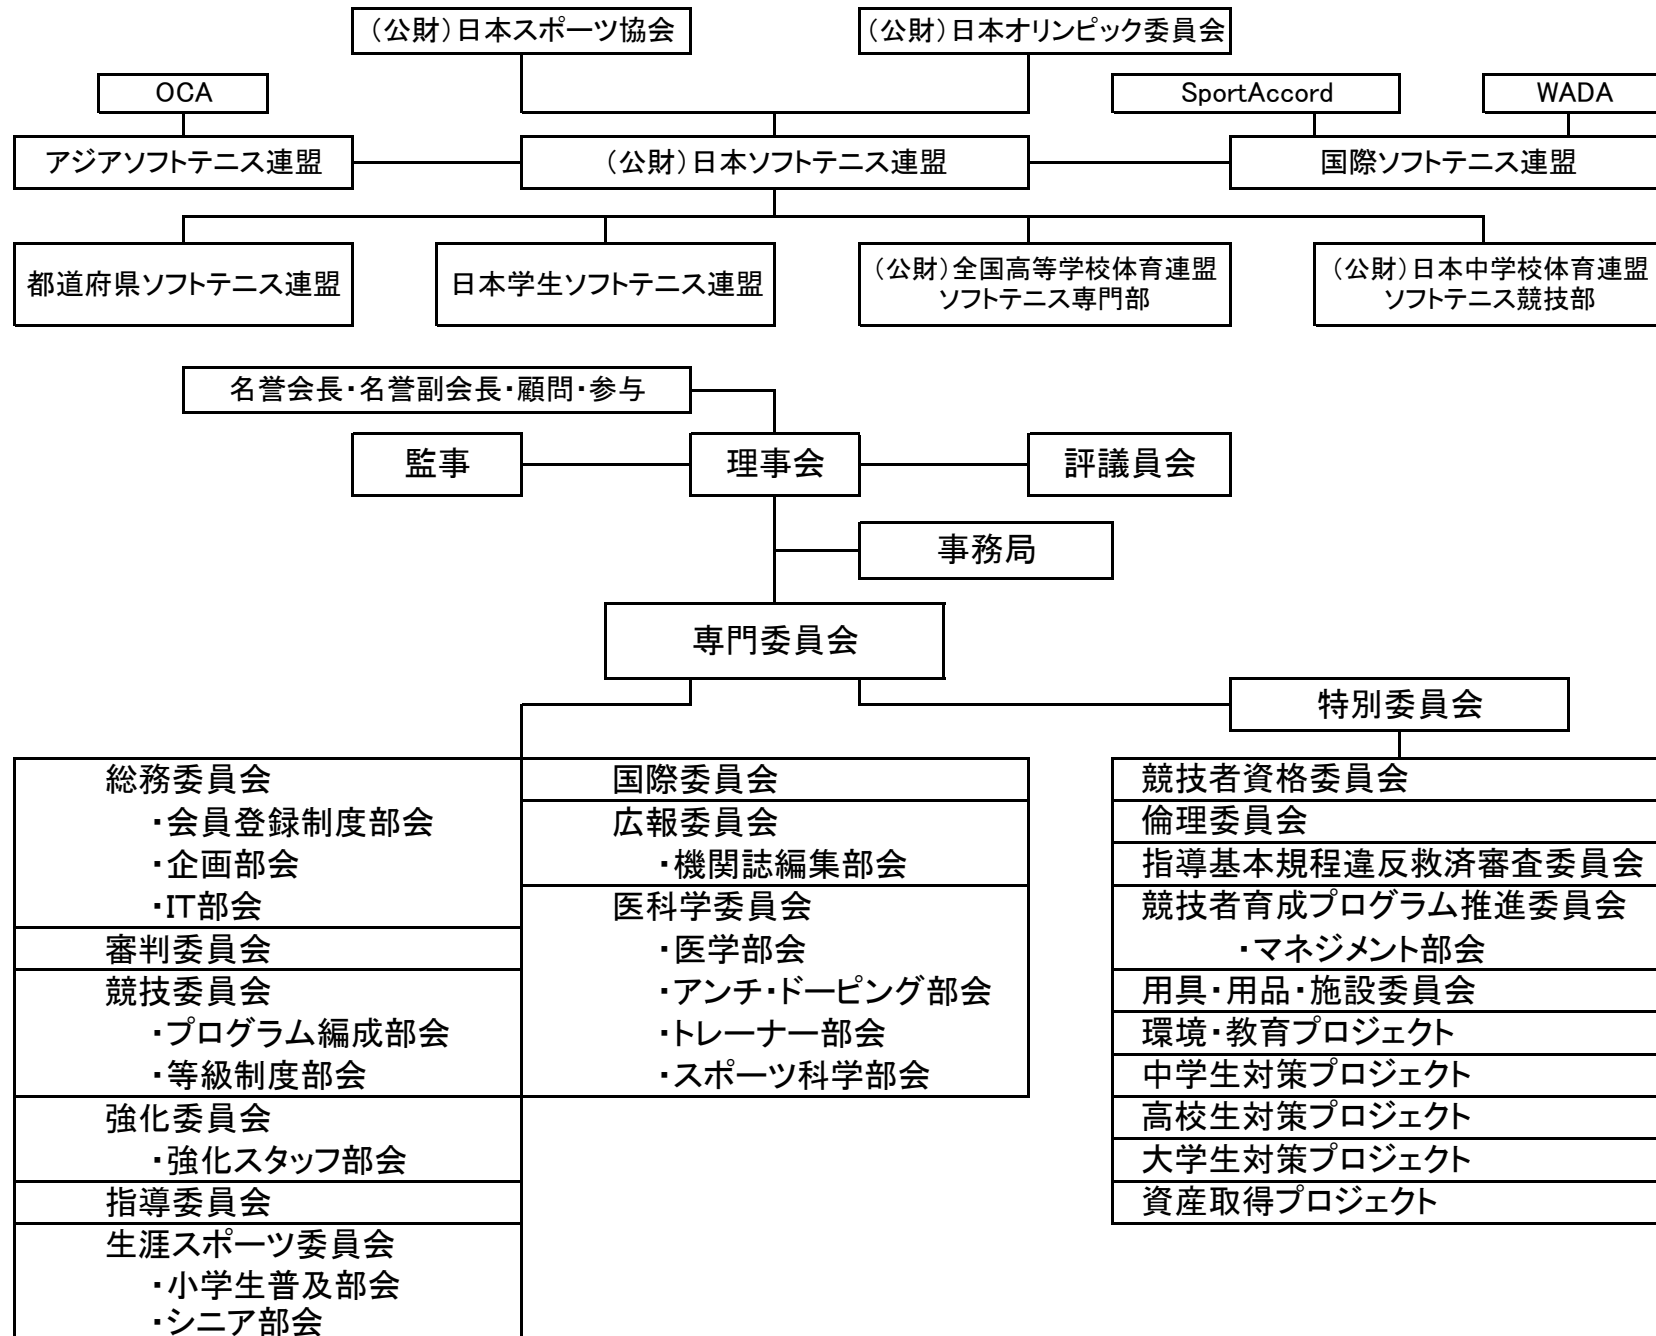 （公財）日本スポーツ協会
（公財）日本オリンピック委員会
OCA
SportAccord
WADA
アジアソフトテニス連盟
（公財）日本ソフトテニス連盟
国際ソフトテニス連盟
都道府県ソフトテニス連盟
日本学生ソフトテニス連盟
（公財）全国高等学校体育連盟
ソフトテニス専門部
（公財）日本中学校体育連盟
ソフトテニス競技部
名誉会長・名誉副会長・顧問・参与
監事
理事会
評議員会
事務局
専門委員会
特別委員会
総務委員会
・会員登録制度部会
・企画部会
・IT部会
審判委員会
競技委員会
・プログラム編成部会
・等級制度部会
強化委員会
・強化スタッフ部会
指導委員会
生涯スポーツ委員会
・小学生普及部会
・シニア部会
国際委員会
広報委員会
・機関誌編集部会
医科学委員会
・医学部会
・アンチ・ドーピング部会
・トレーナー部会
・スポーツ科学部会
競技者資格委員会
倫理委員会
指導基本規程違反救済審査委員会
競技者育成プログラム推進委員会
・マネジメント部会
用具・用品・施設委員会
環境・教育プロジェクト
中学生対策プロジェクト
高校生対策プロジェクト
大学生対策プロジェクト
資産取得プロジェクト